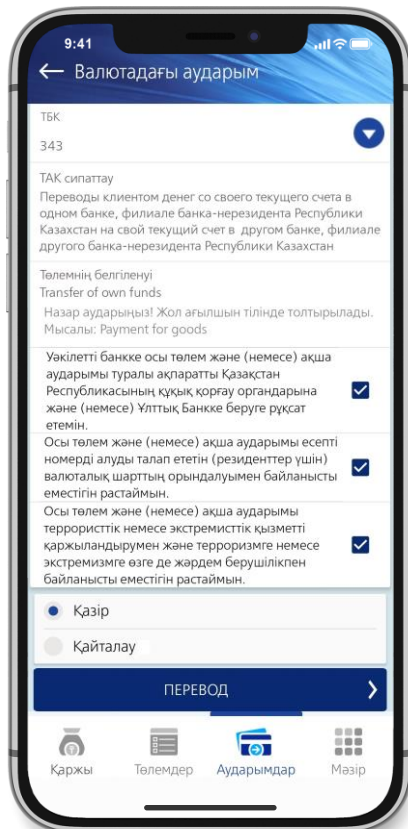 9:41
Валютадағы аударым
ТБК
343
ТАК сипаттау
Переводы клиентом денег со своего текущего счета в
одном банке, филиале банка-нерезидента Республики
Казахстан на свой текущий счет в другом банке, филиале
другого банка-нерезидента Республики Казахстан
Төлемнің белгіленуі
Transfer of own funds
Назар аударыңыз! Жол ағылшын тілінде толтырылады.
Мысалы: Payment for goods
Уәкілетті банкке осы төлем және (немесе) ақша
аударымы туралы ақпаратты Қазақстан
Республикасының құқық қорғау органдарына
және (немесе) Ұлттық Банкке беруге рұқсат
етемін.
Осы төлем және (немесе) ақша аударымы есепті
номерді алуды талап ететін (резиденттер үшін)
валюталық шарттың орындалуымен байланысты
еместігін растаймын.
Осы төлем және (немесе) ақша аударымы
террористтік немесе экстремисттік қызметті
қаржыландырумен және терроризмге немесе
экстремизмге өзге де жәрдем берушілікпен
байланысты еместігін растаймын.
Қазір
Қайталау
ПЕРЕВОД
Қаржы
Төлемдер
Аударымдар
Мәзір